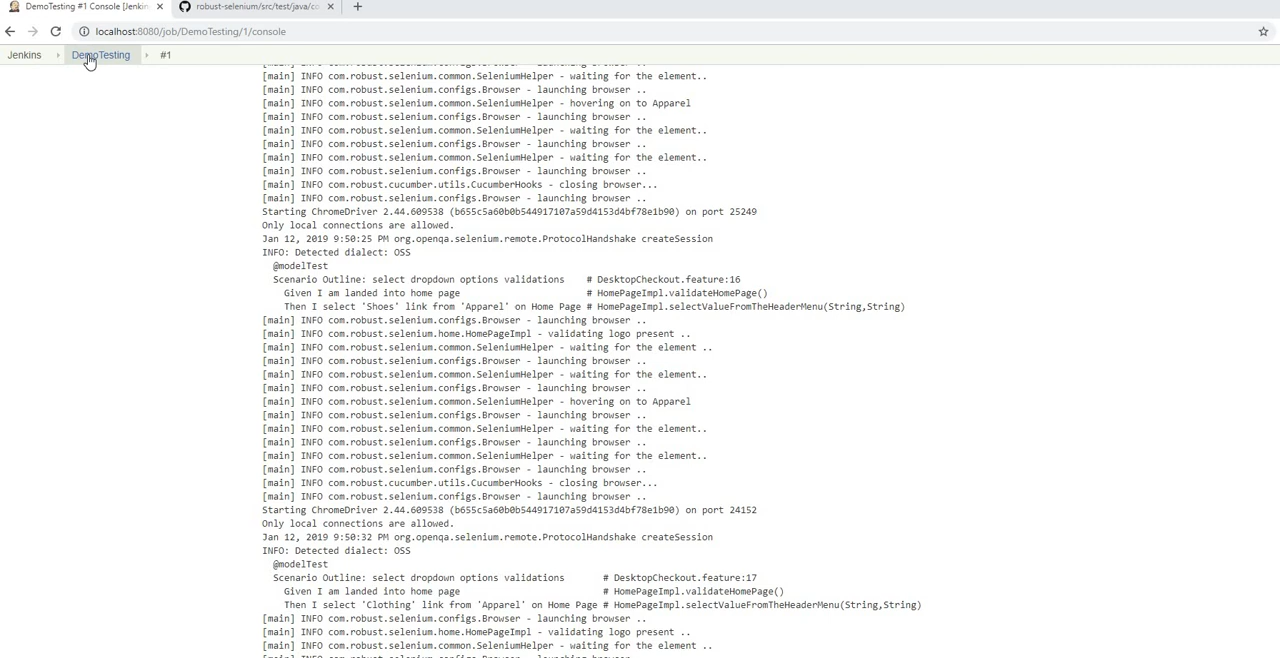 DemoTesting #1 Console [Jenkin
robust-selenium/src/test/java/co
localhost:8080/job/DemoTesting/1/console
Jenkins DemoTesting #1
[main] INFO com.robust.selenium.configs.Browser - launching browser ..
[main] INFO com.robust.selenium.common.SeleniumHelper - waiting for the element..
[main] INFO com.robust.selenium.configs.Browser - launching browser ..
[main] INFO com.robust.selenium.common.SeleniumHelper - hovering on to Apparel
[main] INFO com.robust.selenium.configs.Browser - launching browser ..
[main] INFO com.robust.selenium.common.SeleniumHelper - waiting for the element..
[main] INFO com.robust.selenium.configs.Browser - launching browser ..
[main] INFO com.robust.selenium.common.SeleniumHelper - waiting for the element..
[main] INFO com.robust.selenium.configs.Browser - launching browser ..
[main] INFO com.robust.cucumber.utils.CucumberHooks - closing browser...
[main] INFO com.robust.selenium.configs.Browser - launching browser ..
Starting ChromeDriver 2.44.609538 (b655c5a60b0b544917107a59d4153d4bf78e1b90) on port 25249
Only local connections are allowed.
Jan 12, 2019 9:50:25 PM org.openqa.selenium.remote.ProtocolHandshake createSession
INFO: Detected dialect: OSS
@modelTest
Scenario Outline: select dropdown options validations # DesktopCheckout.feature:16
Given I am landed into home page # HomePageImpl.validateHomePage()
Then I select 'Shoes' link from 'Apparel' on Home Page # HomePageImpl.selectValueFromTheHeaderMenu(String,String)
[main] INFO com.robust.selenium.configs.Browser - launching browser ..
[main] INFO com.robust.selenium.home.HomePageImpl - validating logo present ..
[main] INFO com.robust.selenium.common.SeleniumHelper - waiting for the element ..
[main] INFO com.robust.selenium.configs.Browser - launching browser ..
[main] INFO com.robust.selenium.common.SeleniumHelper - waiting for the element..
[main] INFO com.robust.selenium.configs.Browser - launching browser ..
[main] INFO com.robust.selenium.common.SeleniumHelper - hovering on to Apparel
[main] INFO com.robust.selenium.configs.Browser - launching browser ..
[main] INFO com.robust.selenium.common.SeleniumHelper - waiting for the element..
[main] INFO com.robust.selenium.configs.Browser - launching browser ..
[main] INFO com.robust.selenium.common.SeleniumHelper - waiting for the element..
[main] INFO com.robust.selenium.configs.Browser - launching browser ..
[main] INFO com.robust.cucumber.utils.CucumberHooks - closing browser...
[main] INFO com.robust.selenium.configs.Browser - launching browser ..
Starting ChromeDriver 2.44.609538 (b655c5a60b0b544917107a59d4153d4bf78e1b90) on port 24152
Only local connections are allowed.
Jan 12, 2019 9:50:32 PM org.openqa.selenium.remote.ProtocolHandshake createSession
INFO: Detected dialect: OSS
@modelTest
Scenario Outline: select dropdown options validations # DesktopCheckout.feature:17
Given I am landed into home page # HomePageImpl.validateHomePage()
Then I select 'Clothing' link from 'Apparel' on Home Page # HomePageImpl.selectValueFromTheHeaderMenu(String,String)
[main] INFO com.robust.selenium.configs.Browser - launching browser ..
[main] INFO com.robust.selenium.home.HomePageImpl - validating logo present ..
[main] INFO com.robust.selenium.common.SeleniumHelper - waiting for the element ..